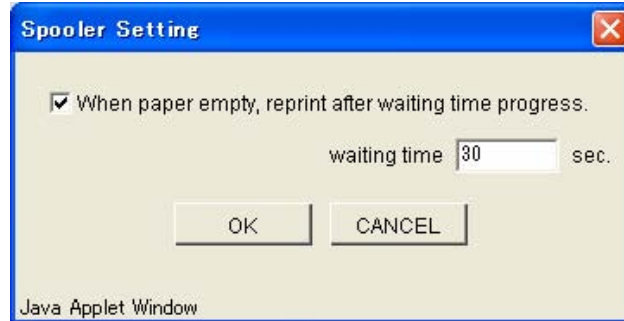 Spooler Setting
When paper empty, reprint after waiting time progress.
waiting time 30 sec.
OK CANCEL
Java Applet Window